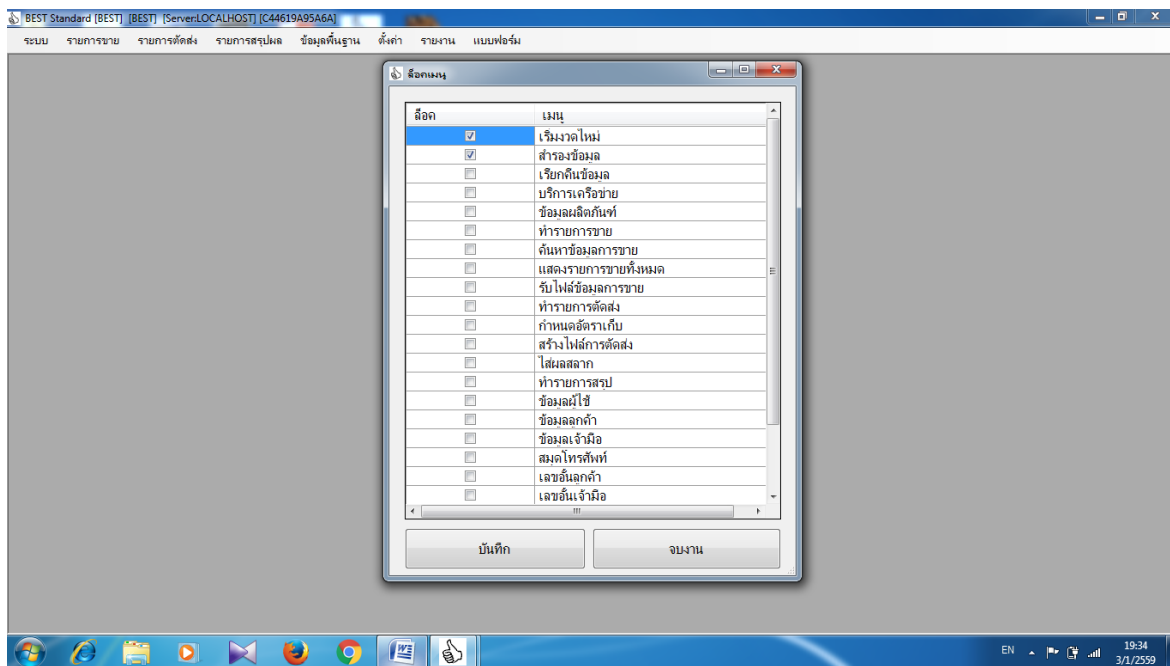 BEST Standard [BEST] [BEST] [Server:LOCALHOST] [C44619A95A6A]
ระบบ รายการขาย รายการตัดส่ง รายการสรุปผล ข้อมูลพื้นฐาน ตั้งค่า รายงาน แบบฟอร์ม
ล็อคเมนู
ล็อค เมนู
เริ่มงวดใหม่
สำรองข้อมูล
เรียกคืนข้อมูล
บริการเครือข่าย
ข้อมูลผลิตภันฑ์
ทำรายการขาย
ค้นหาข้อมูลการขาย
แสดงรายการขายทั้งหมด
รับไฟล์ข้อมูลการขาย
ทำรายการตัดส่ง
กำหนดอัตราเก็บ
สร้างไฟล์การตัดส่ง
ใส่ผลสลาก
ทำรายการสรุป
ข้อมูลผู้ใช้
ข้อมูลลูกค้า
ข้อมูลเจ้ามือ
สมุดโทรศัพท์
เลขอั้นลูกค้า
เลขอั้นเจ้ามือ
บันทึก จบงาน
EN 19:34
3/1/2559